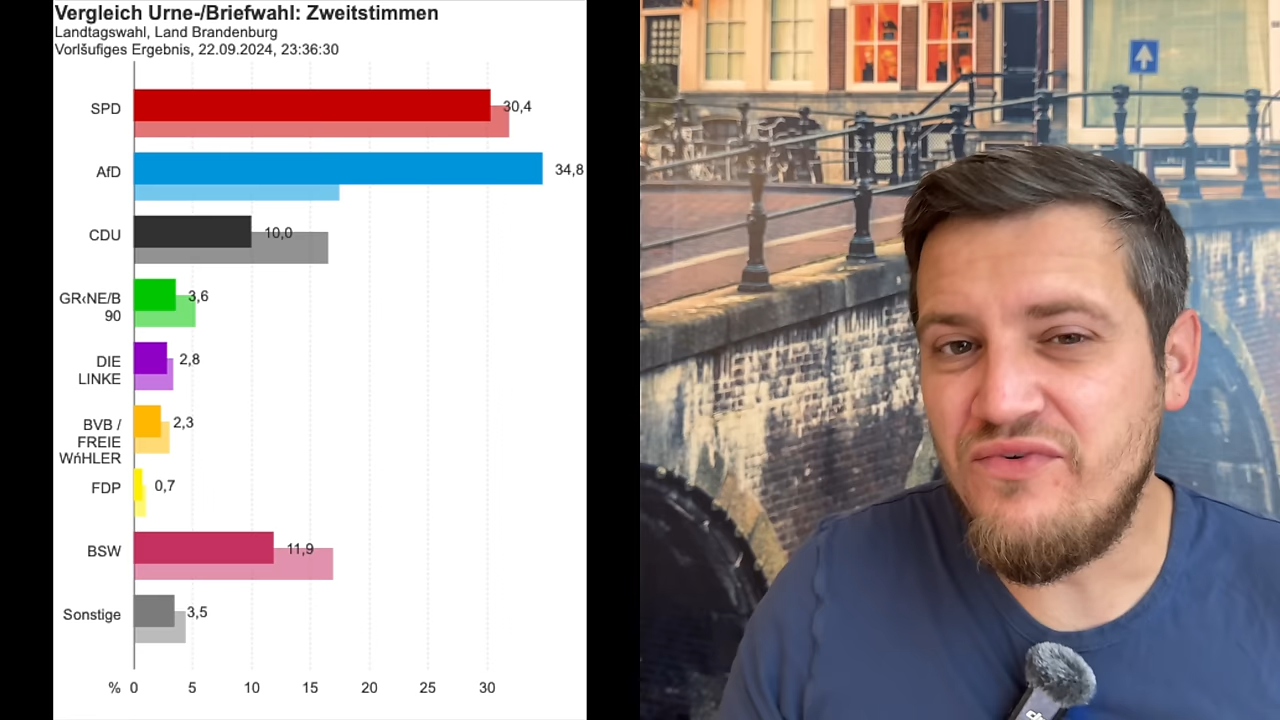 Vergleich Urne-/Briefwahl: Zweitstimmen
Landtagswahl, Land Brandenburg
Vorlšufiges Ergebnis, 22.09.2024, 23:36:30
SPD 30,4
AfD 34,8
CDU 10,0
GR‹NE/B
90
3,6
DIE
LINKE
2,8
BVB /
FREIE
WńHLER
2,3
FDP 0,7
BSW 11,9
Sonstige 3,5
% 0 5 10 15 20 25 30